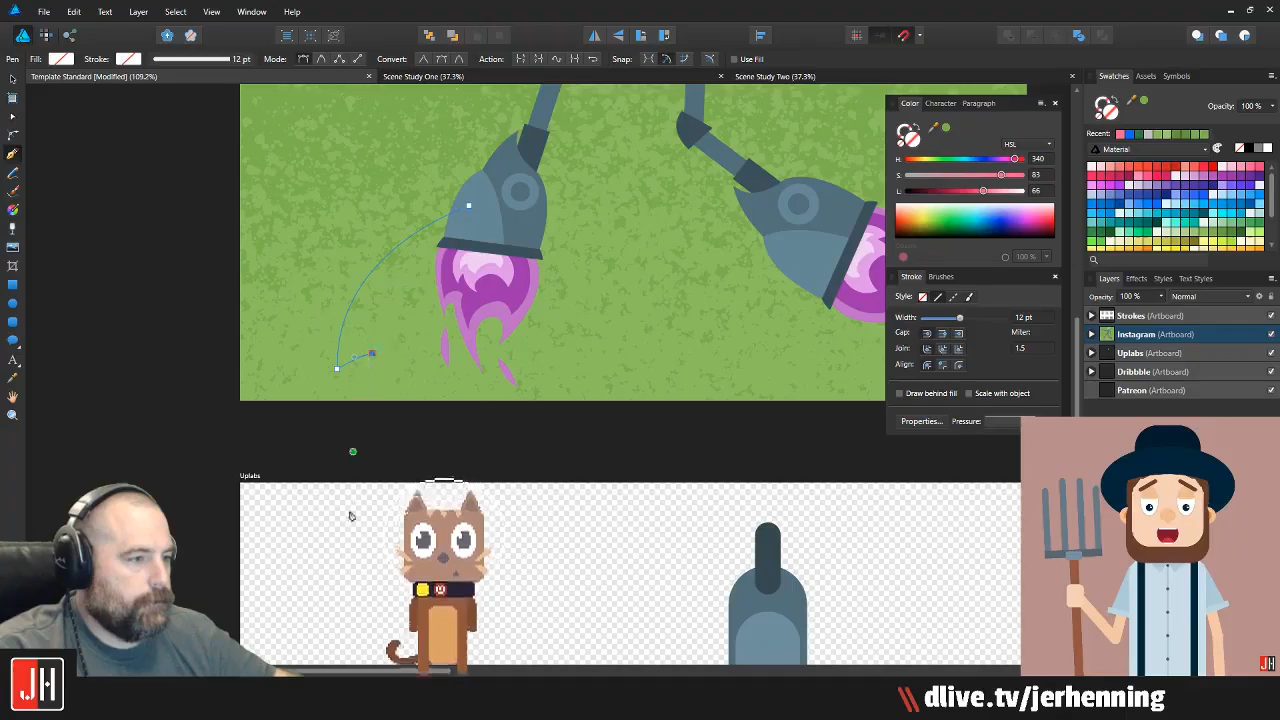 File Edit Text Layer Select View Window Help
Pen Fill: Stroke: 12 pt Mode: Convert: Action: Snap: Use Fill
Template Standard [Modified] (109.2%) Scene Study One (37.3%) Scene Study Two (37.3%)
Swatches Assets Symbols
Opacity: 100 %
Recent:
Material
Color Character Paragraph
HSL
H: 340
S: 83
L: 66
Opacity
100 %
Stroke Brushes
Style:
Width: 12 pt
Cap: Miter:
Join: 1.5
Align:
Draw behind fill Scale with object
Properties... Pressure:
Layers Effects Styles Text Styles
Opacity: 100 % Normal
Strokes (Artboard)
Instagram (Artboard)
Uplabs (Artboard)
Dribbble (Artboard)
Patreon (Artboard)
Uplabs
JH
JH
dlive.tv/jerhenning